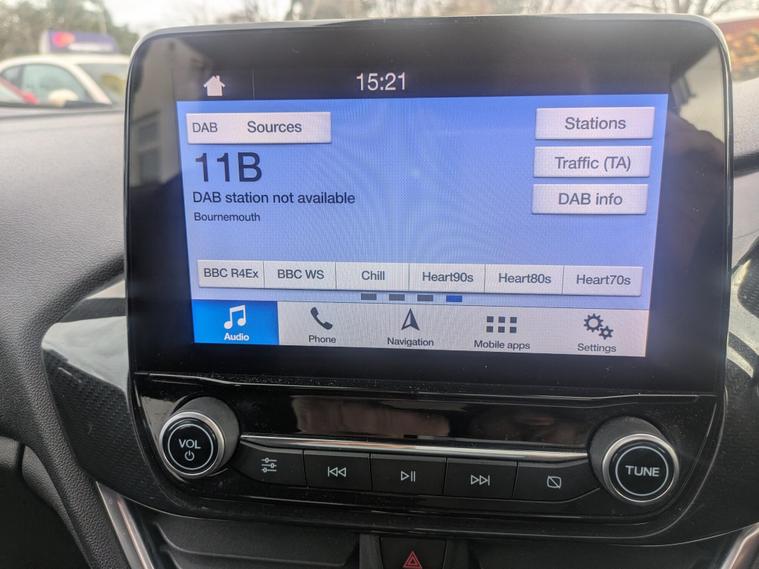 15:21
DAB Sources
Stations
11B
Traffic (TA)
DAB station not available
DAB info
Bournemouth
BBC R4Ex BBC WS Chill Heart90s Heart80s Heart70s
Audio Phone Navigation Mobile apps Settings
VOL
TUNE